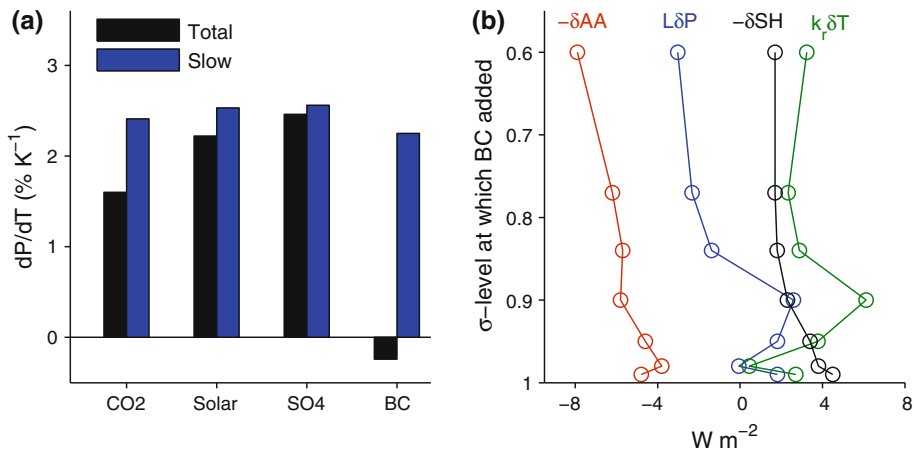 (a)
Total
Slow
3
2
1
0
dP/dT (% K⁻¹)
CO2 Solar SO4 BC
(b)
−δAA LδP −δSH kᵣδT
0.6
0.7
0.8
0.9
1
σ−level at which BC added
−8 −4 0 4 8
W m⁻²